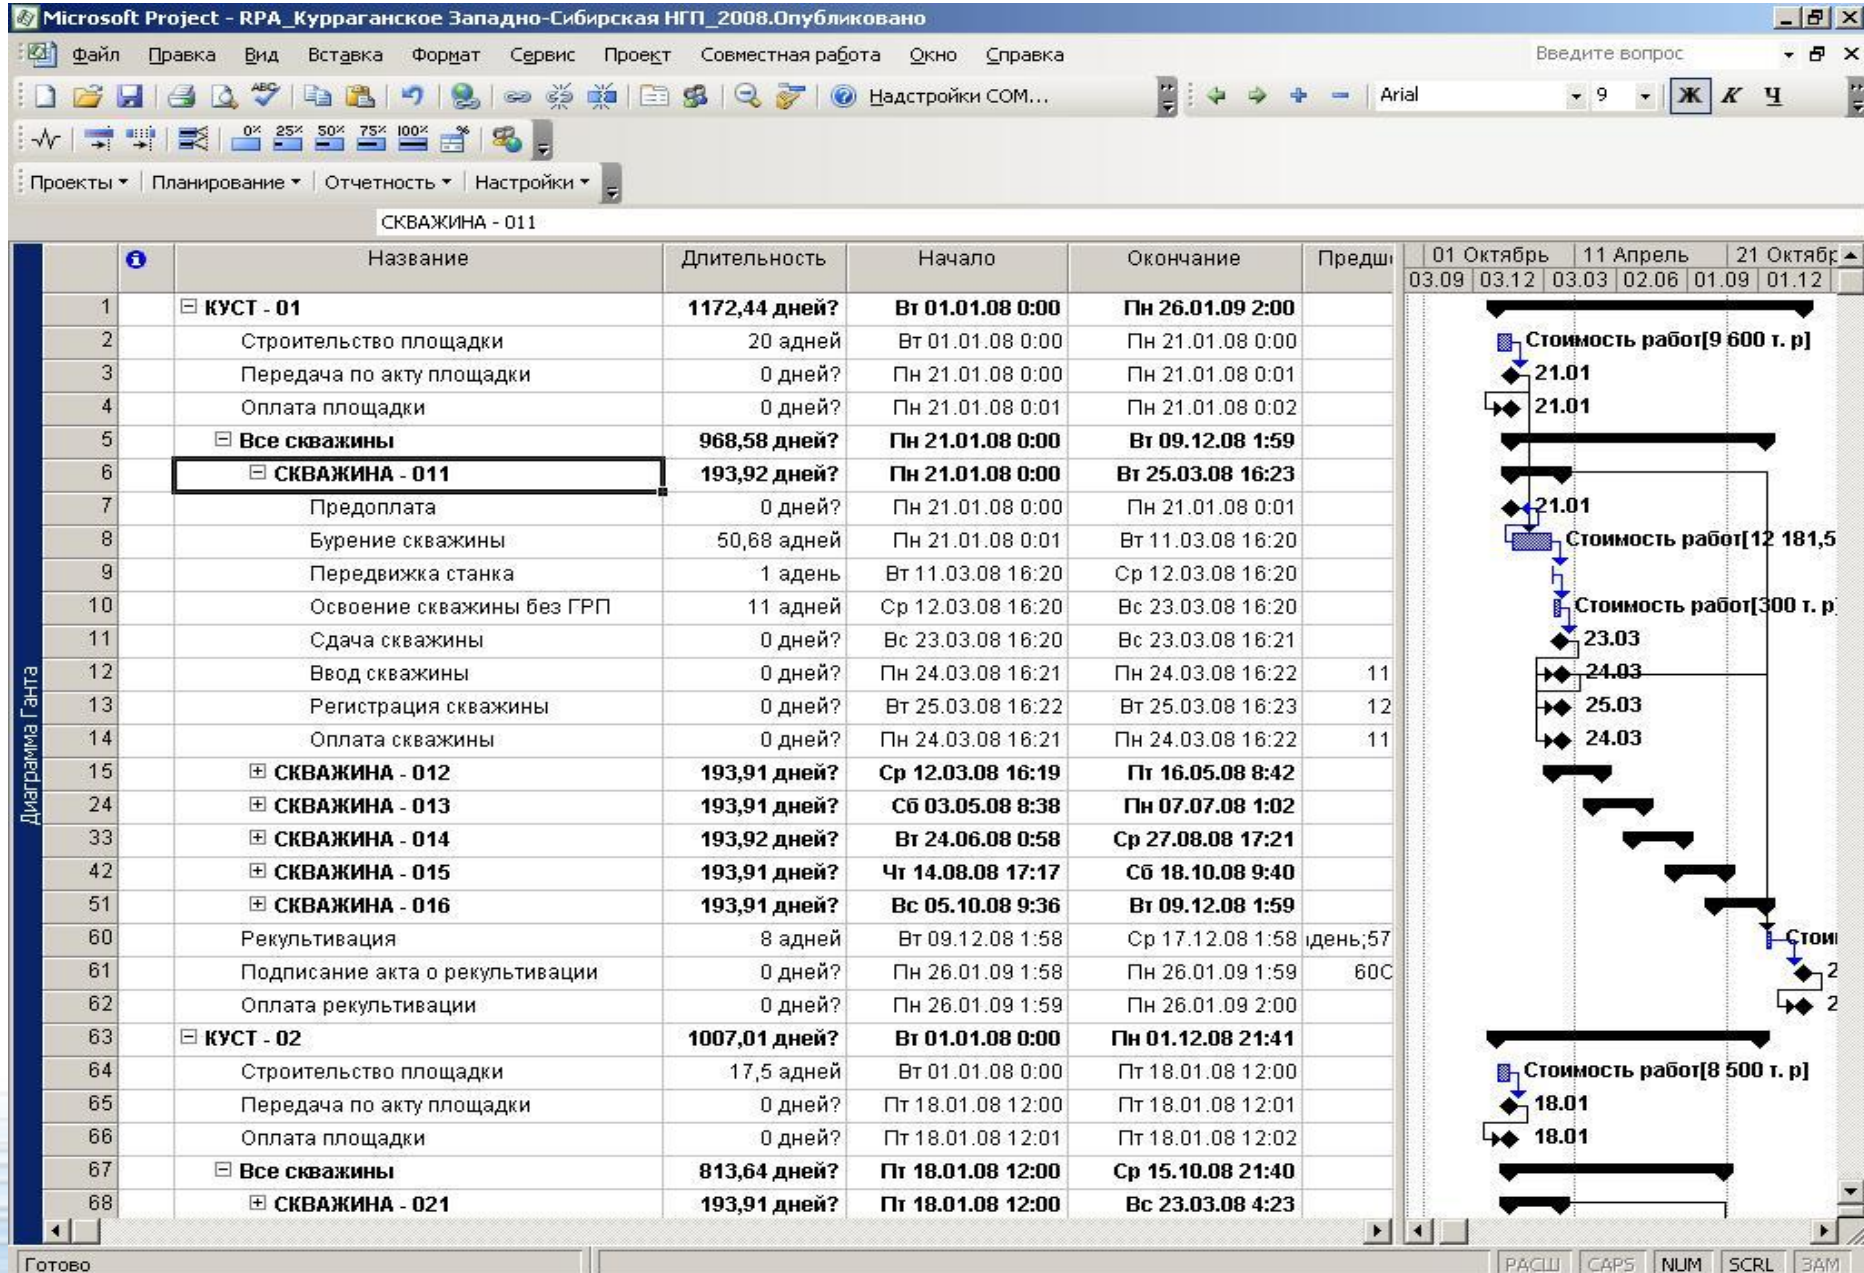 Microsoft Project - RPA_Курраганское Западно-Сибирская НГП_2008.Опубликовано
Файл Правка Вид Вставка Формат Сервис Проект Совместная работа Окно Справка Введите вопрос
Надстройки COM... Arial 9 Ж К Ч
0% 25% 50% 75% 100%
Проекты Планирование Отчетность Настройки
СКВАЖИНА - 011
Название Длительность Начало Окончание Предш 01 Октябрь 11 Апрель 21 Октябр
03.09 03.12 03.03 02.06 01.09 01.12
1 КУСТ - 01 1172,44 дней? Вт 01.01.08 0:00 Пн 26.01.09 2:00
2 Строительство площадки 20 адней Вт 01.01.08 0:00 Пн 21.01.08 0:00 Стоимость работ[9 600 т. р]
3 Передача по акту площадки 0 дней? Пн 21.01.08 0:00 Пн 21.01.08 0:01 21.01
4 Оплата площадки 0 дней? Пн 21.01.08 0:01 Пн 21.01.08 0:02 21.01
5 Все скважины 968,58 дней? Пн 21.01.08 0:00 Вт 09.12.08 1:59
6 СКВАЖИНА - 011 193,92 дней? Пн 21.01.08 0:00 Вт 25.03.08 16:23
7 Предоплата 0 дней? Пн 21.01.08 0:00 Пн 21.01.08 0:01 21.01
8 Бурение скважины 50,68 адней Пн 21.01.08 0:01 Вт 11.03.08 16:20 Стоимость работ[12 181,5
9 Передвижка станка 1 адень Вт 11.03.08 16:20 Ср 12.03.08 16:20
10 Освоение скважины без ГРП 11 адней Ср 12.03.08 16:20 Вс 23.03.08 16:20 Стоимость работ[300 т. р
11 Сдача скважины 0 дней? Вс 23.03.08 16:20 Вс 23.03.08 16:21 23.03
12 Ввод скважины 0 дней? Пн 24.03.08 16:21 Пн 24.03.08 16:22 11 24.03
13 Регистрация скважины 0 дней? Вт 25.03.08 16:22 Вт 25.03.08 16:23 12 25.03
14 Оплата скважины 0 дней? Пн 24.03.08 16:21 Пн 24.03.08 16:22 11 24.03
15 СКВАЖИНА - 012 193,91 дней? Ср 12.03.08 16:19 Пт 16.05.08 8:42
24 СКВАЖИНА - 013 193,91 дней? Сб 03.05.08 8:38 Пн 07.07.08 1:02
33 СКВАЖИНА - 014 193,92 дней? Вт 24.06.08 0:58 Ср 27.08.08 17:21
42 СКВАЖИНА - 015 193,91 дней? Чт 14.08.08 17:17 Сб 18.10.08 9:40
51 СКВАЖИНА - 016 193,91 дней? Вс 05.10.08 9:36 Вт 09.12.08 1:59
60 Рекультивация 8 адней Вт 09.12.08 1:58 Ср 17.12.08 1:58 день;57 Стои
61 Подписание акта о рекультивации 0 дней? Пн 26.01.09 1:58 Пн 26.01.09 1:59 60О 2
62 Оплата рекультивации 0 дней? Пн 26.01.09 1:59 Пн 26.01.09 2:00 2
63 КУСТ - 02 1007,01 дней? Вт 01.01.08 0:00 Пн 01.12.08 21:41
64 Строительство площадки 17,5 адней Вт 01.01.08 0:00 Пт 18.01.08 12:00 Стоимость работ[8 500 т. р]
65 Передача по акту площадки 0 дней? Пт 18.01.08 12:00 Пт 18.01.08 12:01 18.01
66 Оплата площадки 0 дней? Пт 18.01.08 12:01 Пт 18.01.08 12:02 18.01
67 Все скважины 813,64 дней? Пт 18.01.08 12:00 Ср 15.10.08 21:40
68 СКВАЖИНА - 021 193,91 дней? Пт 18.01.08 12:00 Вс 23.03.08 4:23
Диаграмма Ганта
Готово РАСШ CAPS NUM SCRL ЗАМ